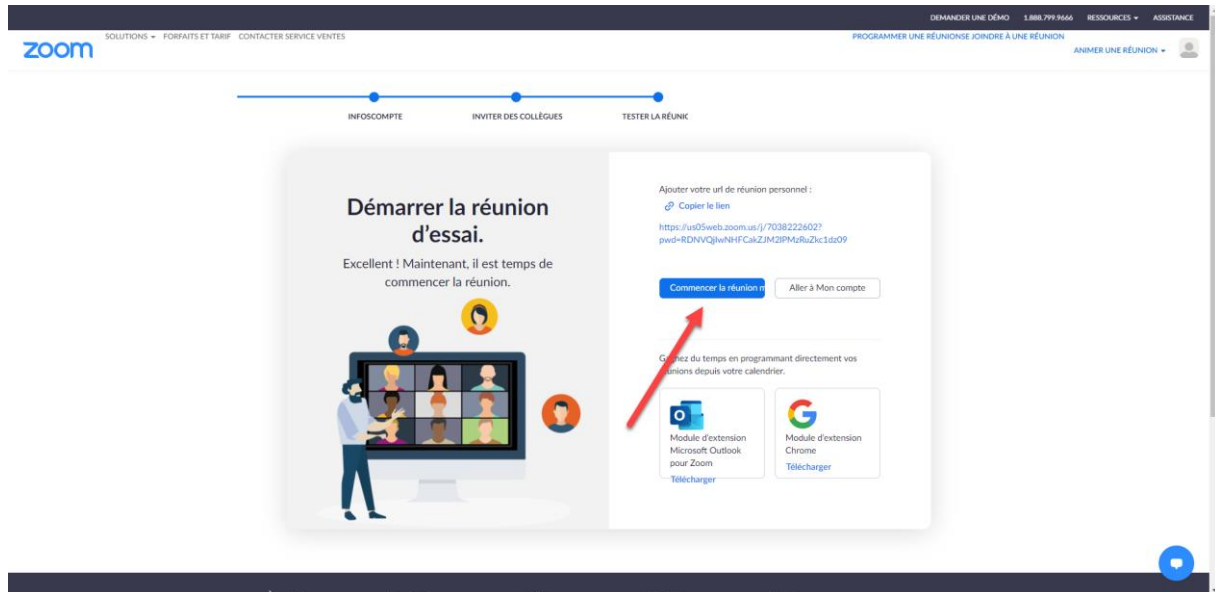 DEMANDER UNE DÉMO 1.888.799.9666 RESSOURCES ASSISTANCE
zoom SOLUTIONS FORFAITS ET TARIF CONTACTER SERVICE VENTES PROGRAMMER UNE RÉUNIONSE JOINDRE À UNE RÉUNION
ANIMER UNE RÉUNION
INFOSCOMPTE INVITER DES COLLÈGUES TESTER LA RÉUNIC
Démarrer la réunion
d'essai.
Excellent ! Maintenant, il est temps de
commencer la réunion.
Ajouter votre url de réunion personnel :
Copier le lien
https://us05web.zoom.us/j/7038222602?
pwd=RDNVQjlwNHFCakZJM2lPMzRuZkc1dz09
Commencer la réunion m
Aller à Mon compte
du temps en programmant directement vos
depuis votre calendrier.
Module d'extension
Microsoft Outlook
pour Zoom
Télécharger
Module d'extension
Chrome
Télécharger